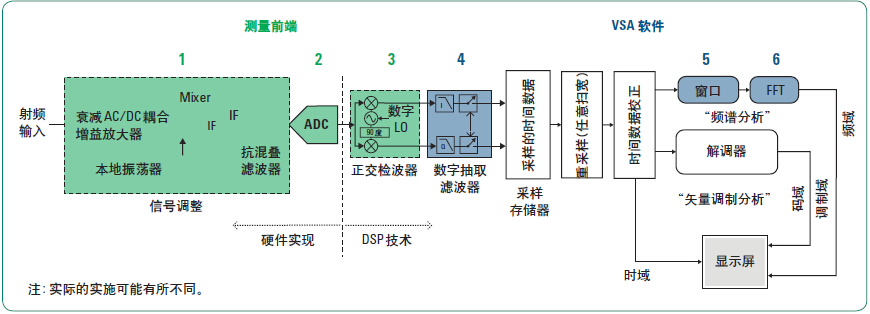 测量前端
VSA 软件
1
2
3
4
5
6
射频
输入
衰减 AC/DC 耦合
增益放大器
Mixer
IF
IF
本地振荡器
抗混叠
滤波器
信号调整
ADC
数字
LO
90 度
正交检波器
I
Q
数字抽取
滤波器
采样的时间数据
采样
存储器
重采样(任意扫宽)
时间数据校正
窗口
FFT
“频谱分析”
解调器
“矢量调制分析”
码域
调制域
频域
时域
显示屏
硬件实现
DSP 技术
注: 实际的实施可能有所不同。